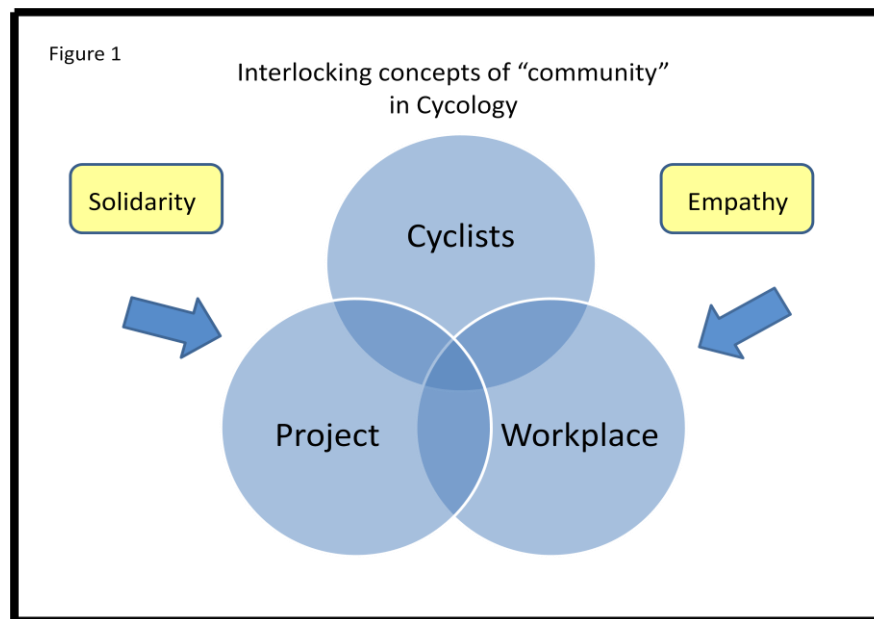 Figure 1
Interlocking concepts of “community”
in Cycology
Solidarity
Empathy
Cyclists
Project
Workplace